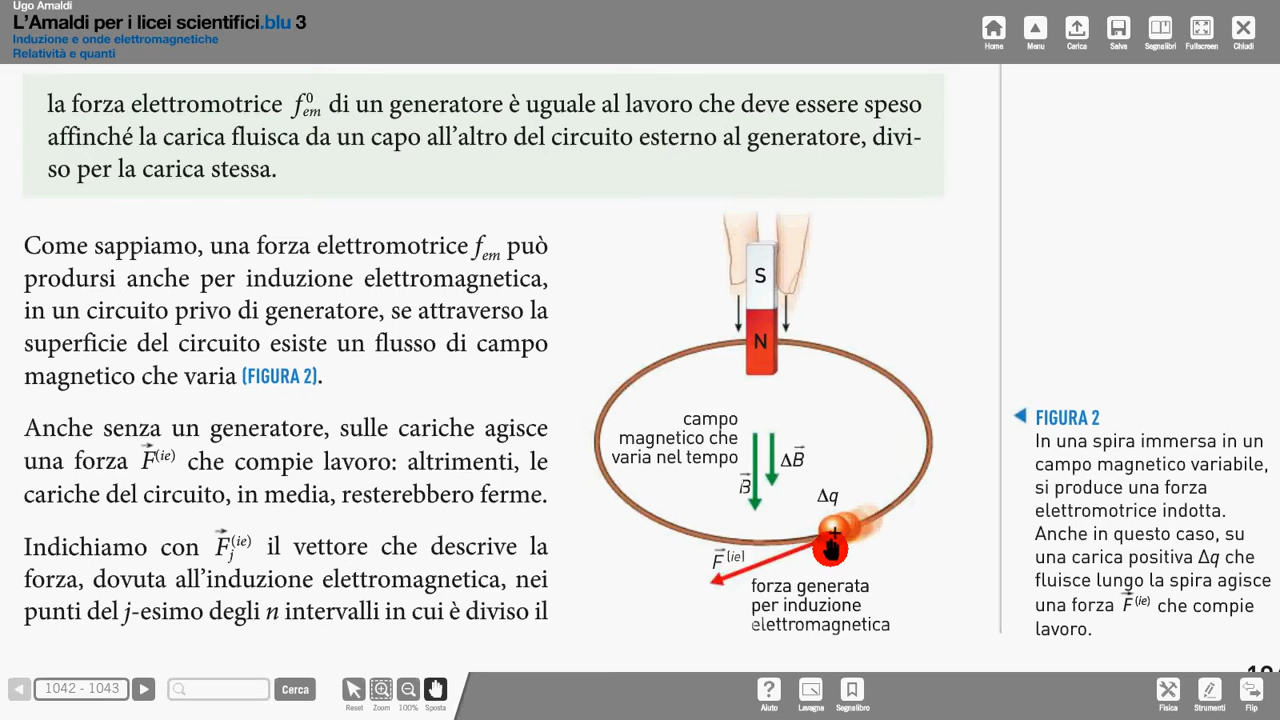 Ugo Amaldi
L'Amaldi per i licei scientifici.blu 3
Induzione e onde elettromagnetiche
Relatività e quanti
Home
Menu
Carica
Salva
Segnalibri
Fullscreen
Chiudi
la forza elettromotrice f⁰em di un generatore è uguale al lavoro che deve essere speso
affinché la carica fluisca da un capo all'altro del circuito esterno al generatore, divi-
so per la carica stessa.
Come sappiamo, una forza elettromotrice fem può
prodursi anche per induzione elettromagnetica,
in un circuito privo di generatore, se attraverso la
superficie del circuito esiste un flusso di campo
magnetico che varia (FIGURA 2).
Anche senza un generatore, sulle cariche agisce
una forza F⃗(ie) che compie lavoro: altrimenti, le
cariche del circuito, in media, resterebbero ferme.
Indichiamo con F⃗j(ie) il vettore che descrive la
forza, dovuta all'induzione elettromagnetica, nei
punti del j-esimo degli n intervalli in cui è diviso il
S
N
campo
magnetico che
varia nel tempo
B⃗
ΔB⃗
Δq
+
F⃗(ie)
forza generata
per induzione
elettromagnetica
FIGURA 2
In una spira immersa in un
campo magnetico variabile,
si produce una forza
elettromotrice indotta.
Anche in questo caso, su
una carica positiva Δq che
fluisce lungo la spira agisce
una forza F⃗(ie) che compie
lavoro.
1042 - 1043
Cerca
Reset
Zoom
100%
Sposta
Aiuto
Lavagna
Segnalibro
Fisica
Strumenti
Flip